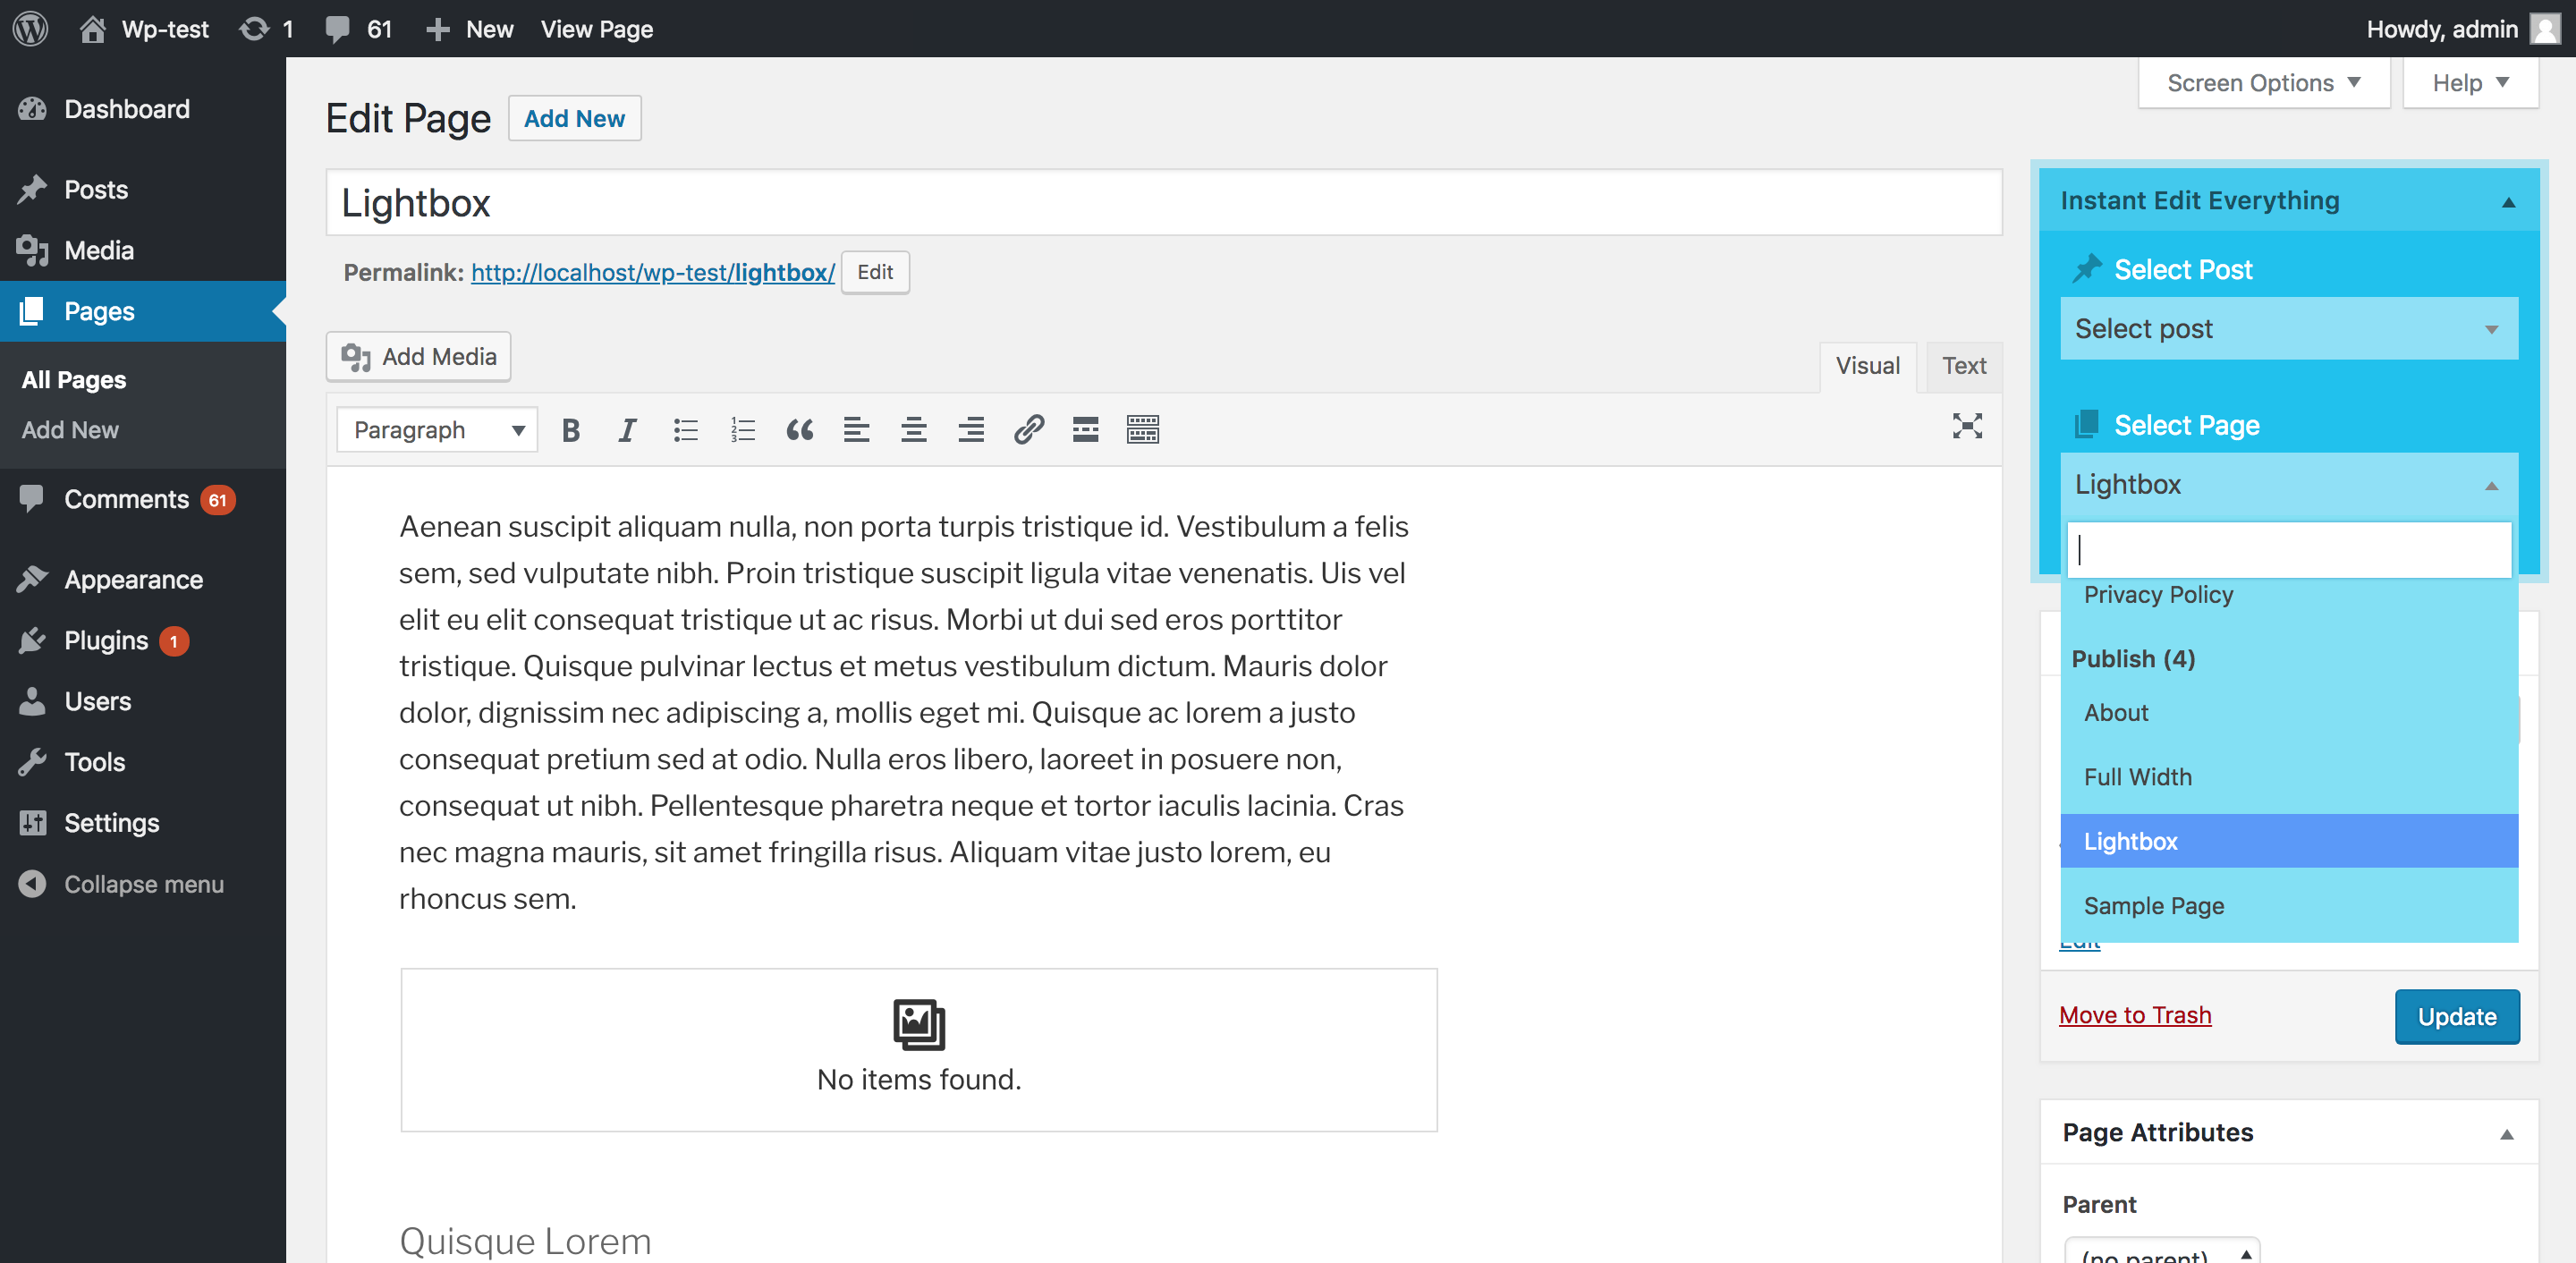 Wp-test 1 61 New View Page Howdy, admin
Screen Options Help
Dashboard
Posts
Media
Pages
All Pages
Add New
Comments 61
Appearance
Plugins 1
Users
Tools
Settings
Collapse menu
Edit Page Add New
Lightbox
Permalink: http://localhost/wp-test/lightbox/ Edit
Add Media
Visual Text
Paragraph
Aenean suscipit aliquam nulla, non porta turpis tristique id. Vestibulum a felis
sem, sed vulputate nibh. Proin tristique suscipit ligula vitae venenatis. Uis vel
elit eu elit consequat tristique ut ac risus. Morbi ut dui sed eros porttitor
tristique. Quisque pulvinar lectus et metus vestibulum dictum. Mauris dolor
dolor, dignissim nec adipiscing a, mollis eget mi. Quisque ac lorem a justo
consequat pretium sed at odio. Nulla eros libero, laoreet in posuere non,
consequat ut nibh. Pellentesque pharetra neque et tortor iaculis lacinia. Cras
nec magna mauris, sit amet fringilla risus. Aliquam vitae justo lorem, eu
rhoncus sem.
No items found.
Quisque Lorem
Instant Edit Everything
Select Post
Select post
Select Page
Lightbox
Privacy Policy
Publish (4)
About
Full Width
Lightbox
Sample Page
Edit
Move to Trash Update
Page Attributes
Parent
(no parent)